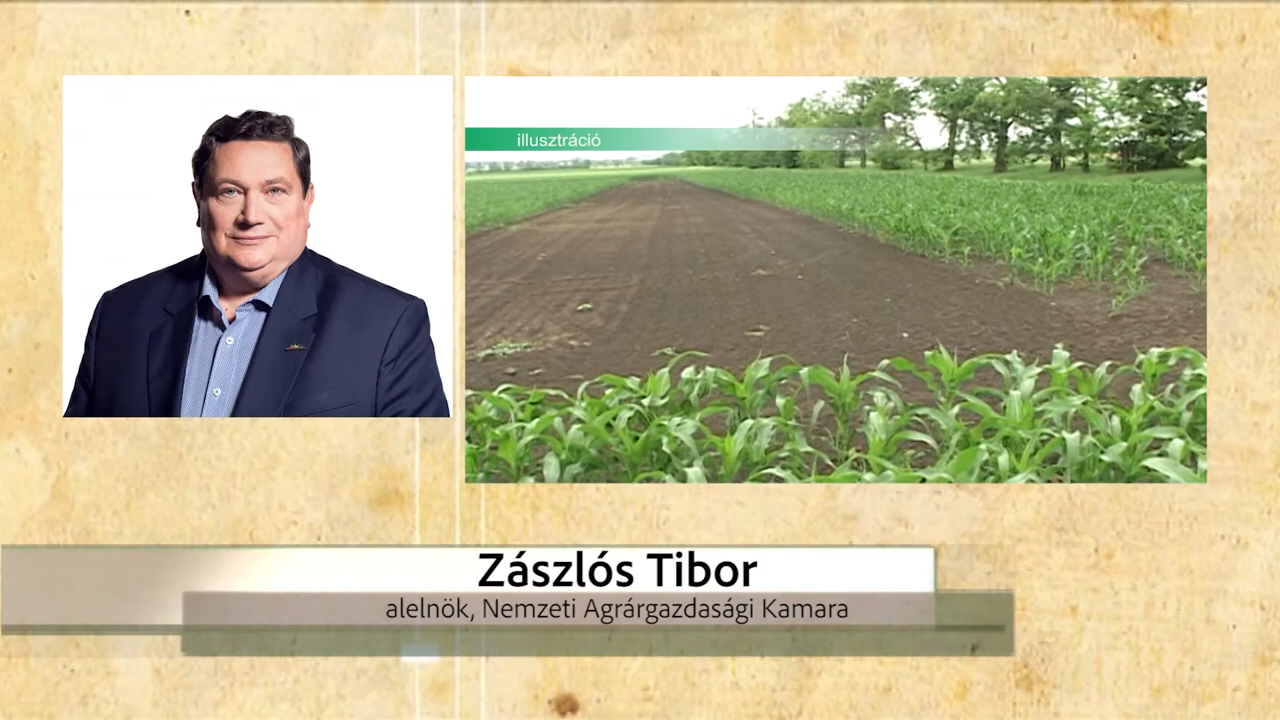 illusztráció
Zászlós Tibor
alelnök, Nemzeti Agrárgazdasági Kamara